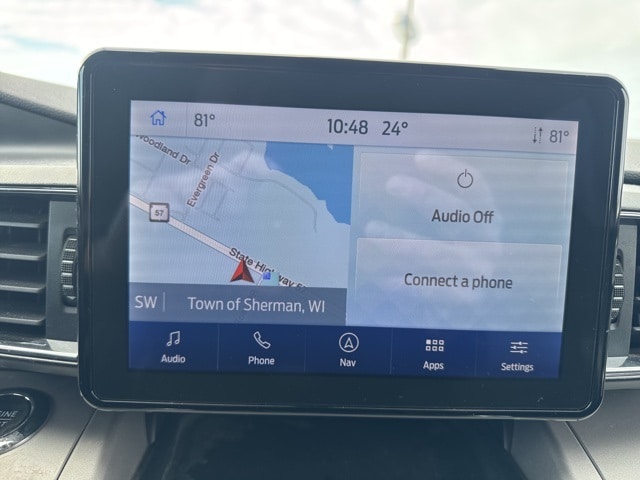 81°
10:48 24°
81°
Woodland Dr
Evergreen Dr
57
State Highway
SW
Town of Sherman, WI
Audio Off
Connect a phone
Audio
Phone
Nav
Apps
Settings